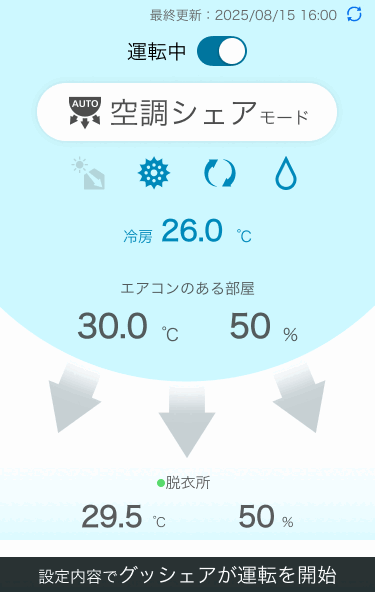 最終更新：2025/08/15 16:00
運転中
AUTO 空調シェアモード
冷房 26.0 ℃
エアコンのある部屋
30.0 ℃ 50 %
脱衣所
29.5 ℃ 50 %
設定内容でグッシェアが運転を開始